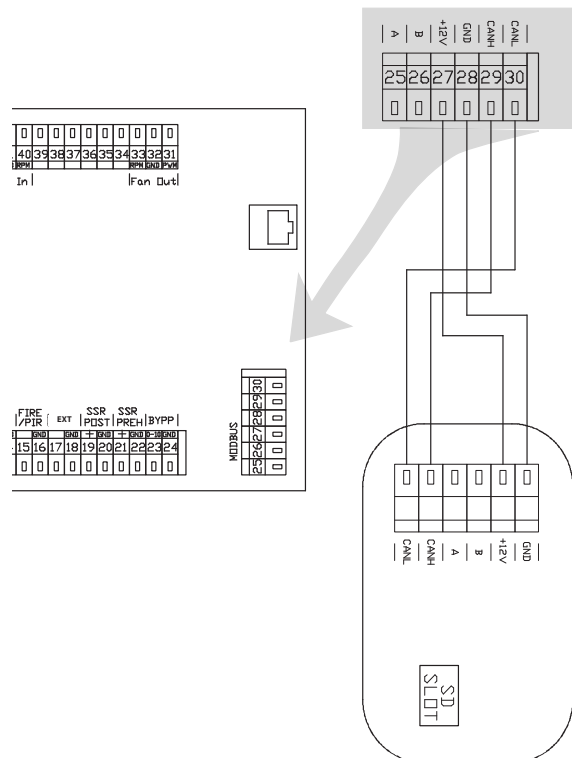 A B +12V GND CANH CANL
25 26 27 28 29 30
40 39 38 37 36 35 34 33 32 31
RPM RPM GND PWM
In Fan Out
FIRE /PIR EXT SSR POST SSR PREH BYPP
GND GND + GND + GND 0-10 GND
15 16 17 18 19 20 21 22 23 24
MODBUS
25 26 27 28 29 30
CANL CANH A B +12V GND
SD
SLOT